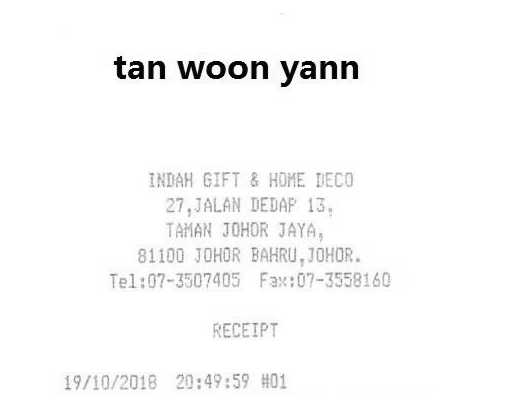 tan woon yann
INDAH GIFT & HOME DECO
27,JALAN DEDAP 13,
TAMAN JOHOR JAYA,
81100 JOHOR BAHRU,JOHOR.
Tel:07-3507405 Fax:07-3558160
RECEIPT
19/10/2018 20:49:59 #01